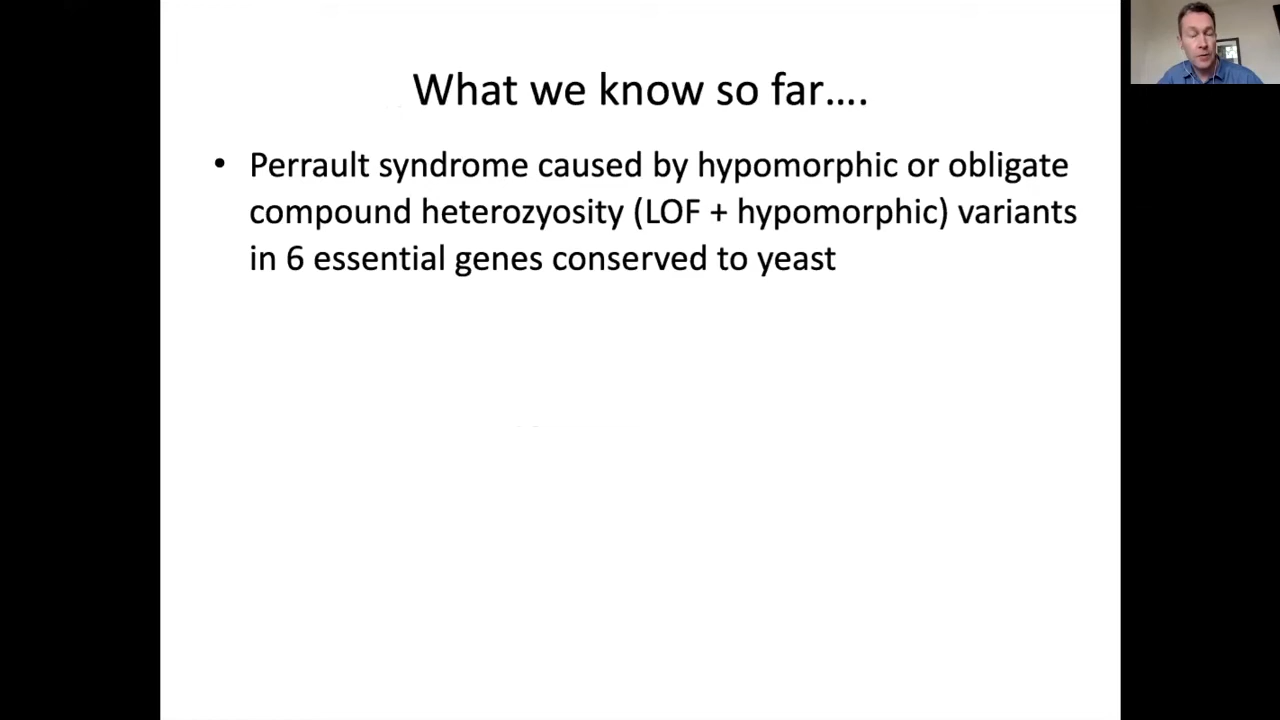 What we know so far….
• Perrault syndrome caused by hypomorphic or obligate
compound heterozyosity (LOF + hypomorphic) variants
in 6 essential genes conserved to yeast